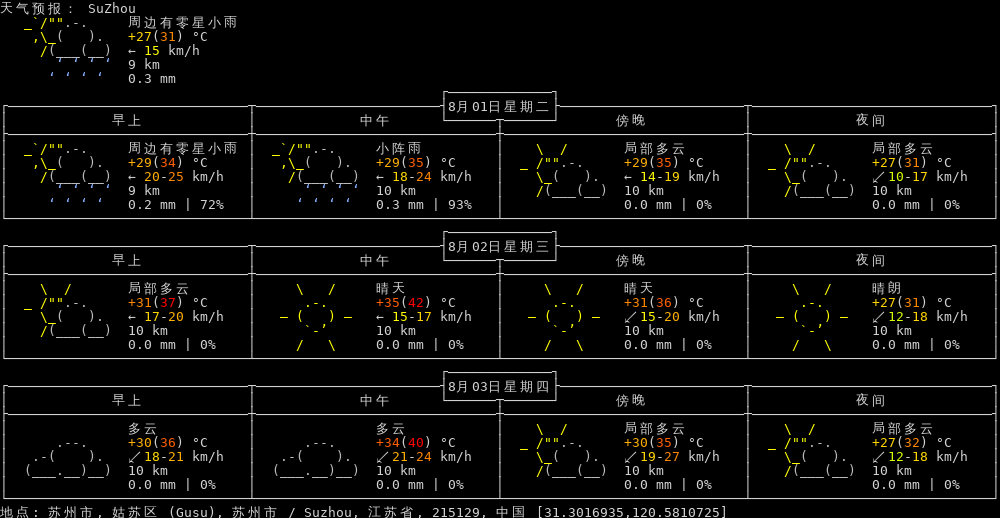 天气预报: SuZhou
周边有零星小雨
+27(31) °C
← 15 km/h
9 km
0.3 mm
8月01日星期二
早上 中午 傍晚 夜间
周边有零星小雨 小阵雨 局部多云 局部多云
+29(34) °C +29(35) °C +29(35) °C +27(31) °C
← 20-25 km/h ← 18-24 km/h ← 14-19 km/h ↙ 10-17 km/h
9 km 10 km 10 km 10 km
0.2 mm | 72% 0.3 mm | 93% 0.0 mm | 0% 0.0 mm | 0%
8月02日星期三
早上 中午 傍晚 夜间
局部多云 晴天 晴天 晴朗
+31(37) °C +35(42) °C +31(36) °C +27(31) °C
← 17-20 km/h ← 15-17 km/h ↙ 15-20 km/h ↙ 12-18 km/h
10 km 10 km 10 km 10 km
0.0 mm | 0% 0.0 mm | 0% 0.0 mm | 0% 0.0 mm | 0%
8月03日星期四
早上 中午 傍晚 夜间
多云 多云 局部多云 局部多云
+30(36) °C +34(40) °C +30(35) °C +27(32) °C
↙ 18-21 km/h ↙ 21-24 km/h ↙ 19-27 km/h ↙ 12-18 km/h
10 km 10 km 10 km 10 km
0.0 mm | 0% 0.0 mm | 0% 0.0 mm | 0% 0.0 mm | 0%
地点: 苏州市, 姑苏区 (Gusu), 苏州市 / Suzhou, 江苏省, 215129, 中国 [31.3016935,120.5810725]